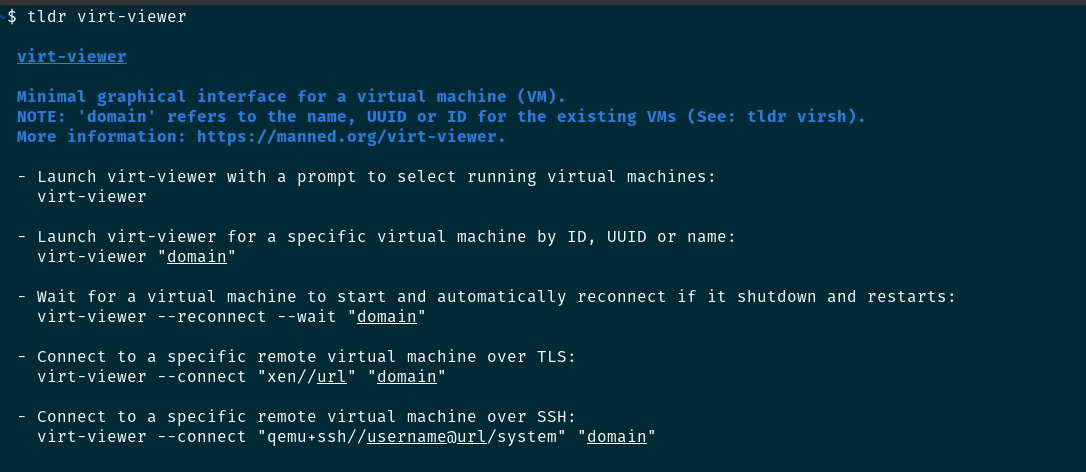 ~$ tldr virt-viewer
virt-viewer
Minimal graphical interface for a virtual machine (VM).
NOTE: 'domain' refers to the name, UUID or ID for the existing VMs (See: tldr virsh).
More information: https://manned.org/virt-viewer.
- Launch virt-viewer with a prompt to select running virtual machines:
virt-viewer
- Launch virt-viewer for a specific virtual machine by ID, UUID or name:
virt-viewer "domain"
- Wait for a virtual machine to start and automatically reconnect if it shutdown and restarts:
virt-viewer --reconnect --wait "domain"
- Connect to a specific remote virtual machine over TLS:
virt-viewer --connect "xen//url" "domain"
- Connect to a specific remote virtual machine over SSH:
virt-viewer --connect "qemu+ssh//username@url/system" "domain"